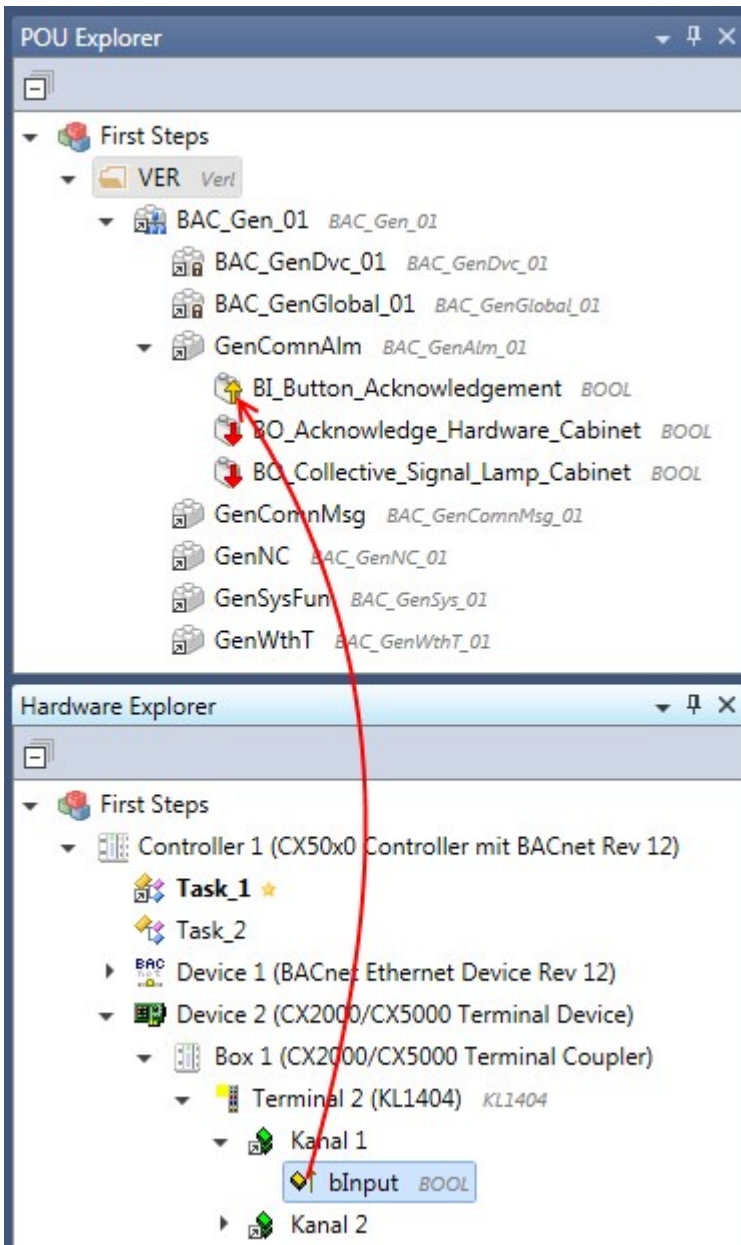 POU Explorer
First Steps
VER Verl
BAC_Gen_01 BAC_Gen_01
BAC_GenDvc_01 BAC_GenDvc_01
BAC_GenGlobal_01 BAC_GenGlobal_01
GenComnAlm BAC_GenAlm_01
BI_Button_Acknowledgement BOOL
BO_Acknowledge_Hardware_Cabinet BOOL
BO_Collective_Signal_Lamp_Cabinet BOOL
GenComnMsg BAC_GenComnMsg_01
GenNC BAC_GenNC_01
GenSysFun BAC_GenSys_01
GenWthT BAC_GenWthT_01
Hardware Explorer
First Steps
Controller 1 (CX50x0 Controller mit BACnet Rev 12)
Task_1
Task_2
BAC net Device 1 (BACnet Ethernet Device Rev 12)
Device 2 (CX2000/CX5000 Terminal Device)
Box 1 (CX2000/CX5000 Terminal Coupler)
Terminal 2 (KL1404) KL1404
Kanal 1
bInput BOOL
Kanal 2